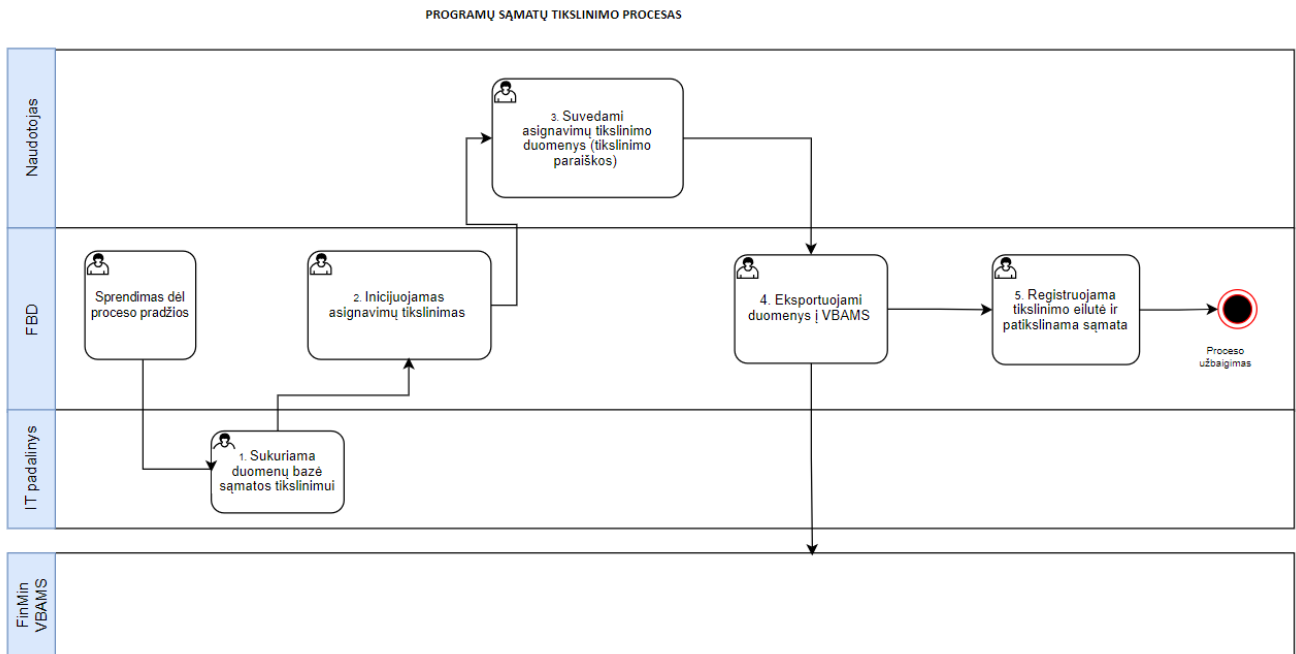 PROGRAMŲ SĄMATŲ TIKSLINIMO PROCESAS
Naudotojas
3. Suvedami
asignavimų tikslinimo
duomenys (tikslinimo
paraiškos)
FBD
Sprendimas dėl
proceso pradžios
2. Inicijuojamas
asignavimų tikslinimas
4. Eksportuojami
duomenys į VBAMS
5. Registruojama
tikslinimo eilutė ir
patikslinama sąmata
Proceso
užbaigimas
IT padalinys
1. Sukuriama
duomenų bazė
sąmatos tikslinimui
FinMin
VBAMS